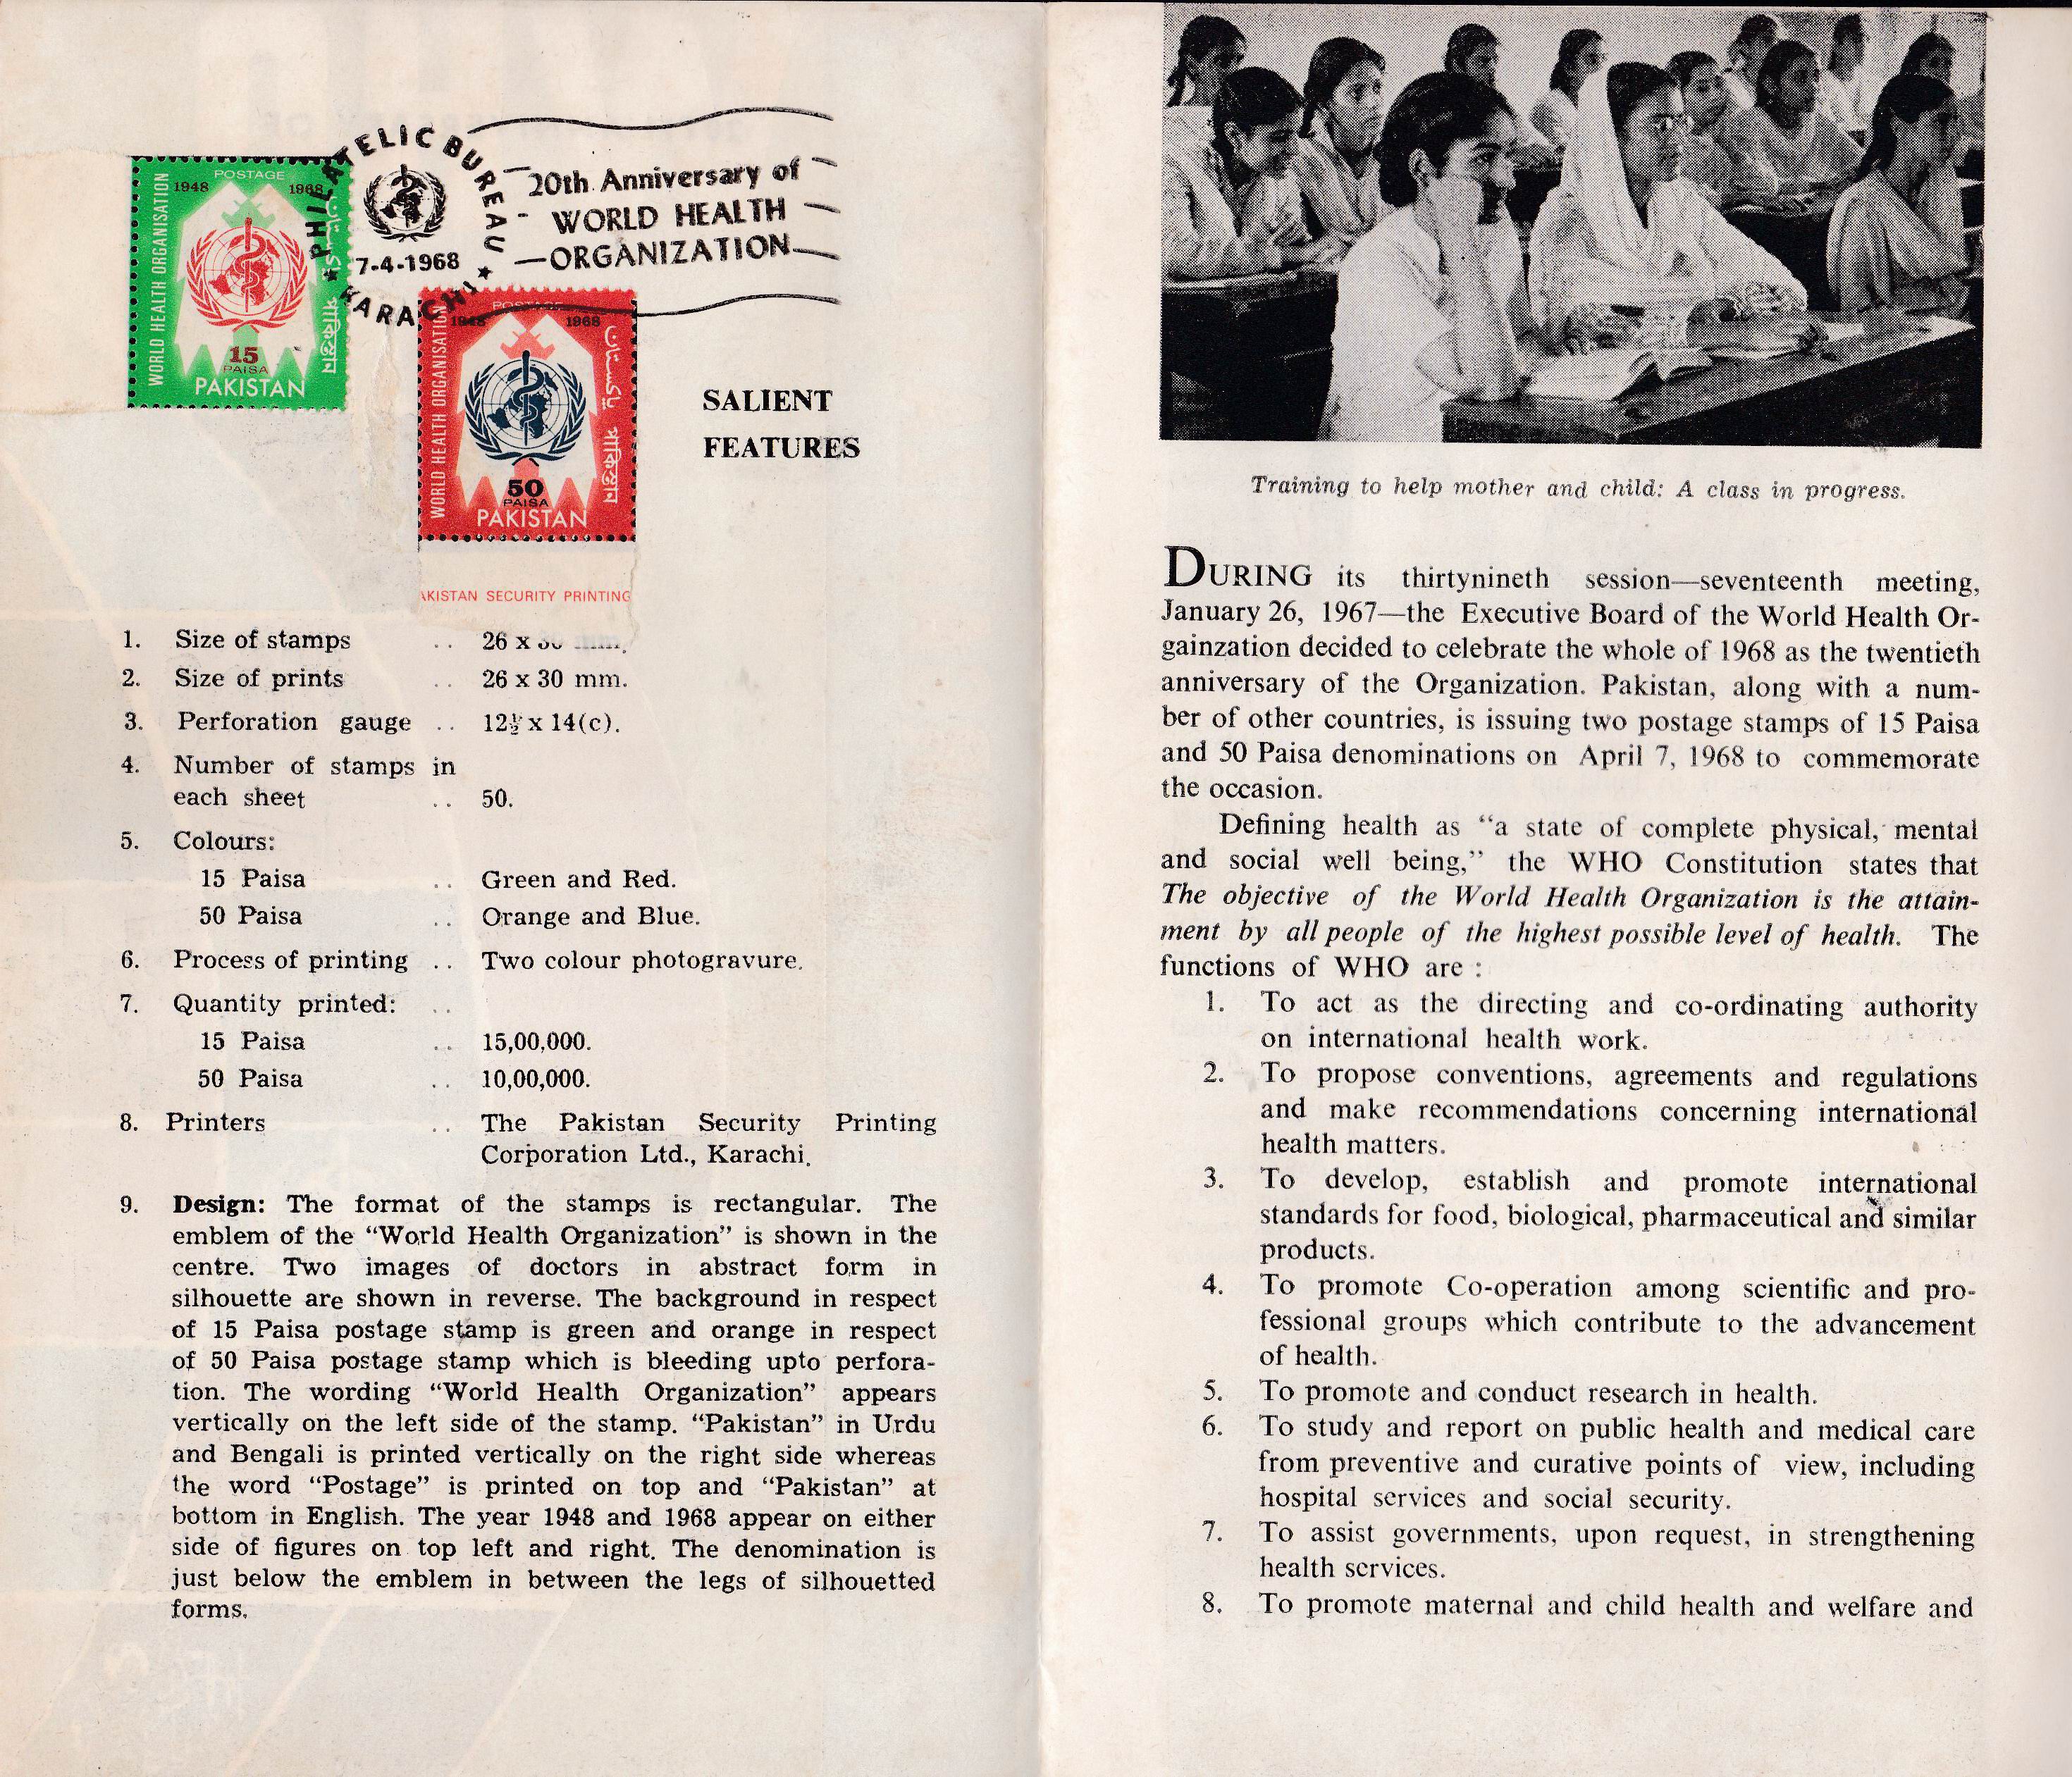 POSTAGE
1948 1968
WORLD HEALTH ORGANISATION
پاکستان
পাকিস্তান
15
PAISA
PAKISTAN
PHILATELIC BUREAU
7-4-1968
★ KARACHI ★
20th Anniversary of
WORLD HEALTH
ORGANIZATION
POSTAGE
1948 1968
WORLD HEALTH ORGANISATION
پاکستان
পাকিস্তান
50
PAISA
PAKISTAN
AKISTAN SECURITY PRINTING
SALIENT
FEATURES
1. Size of stamps .. 26 x
2. Size of prints .. 26 x 30 mm.
3. Perforation gauge .. 12½ x 14(c).
4. Number of stamps in
each sheet .. 50.
5. Colours:
15 Paisa .. Green and Red.
50 Paisa .. Orange and Blue.
6. Process of printing .. Two colour photogravure.
7. Quantity printed: ..
15 Paisa .. 15,00,000.
50 Paisa .. 10,00,000.
8. Printers .. The Pakistan Security Printing
Corporation Ltd., Karachi.
9. Design: The format of the stamps is rectangular. The
emblem of the “World Health Organization” is shown in the
centre. Two images of doctors in abstract form in
silhouette are shown in reverse. The background in respect
of 15 Paisa postage stamp is green and orange in respect
of 50 Paisa postage stamp which is bleeding upto perfora-
tion. The wording “World Health Organization” appears
vertically on the left side of the stamp. “Pakistan” in Urdu
and Bengali is printed vertically on the right side whereas
the word “Postage” is printed on top and “Pakistan” at
bottom in English. The year 1948 and 1968 appear on either
side of figures on top left and right. The denomination is
just below the emblem in between the legs of silhouetted
forms.
Training to help mother and child: A class in progress.
DURING its thirtynineth session—seventeenth meeting,
January 26, 1967—the Executive Board of the World Health Or-
gainzation decided to celebrate the whole of 1968 as the twentieth
anniversary of the Organization. Pakistan, along with a num-
ber of other countries, is issuing two postage stamps of 15 Paisa
and 50 Paisa denominations on April 7, 1968 to commemorate
the occasion.
Defining health as “a state of complete physical, mental
and social well being,” the WHO Constitution states that
The objective of the World Health Organization is the attain-
ment by all people of the highest possible level of health. The
functions of WHO are :
1. To act as the directing and co-ordinating authority
on international health work.
2. To propose conventions, agreements and regulations
and make recommendations concerning international
health matters.
3. To develop, establish and promote international
standards for food, biological, pharmaceutical and similar
products.
4. To promote Co-operation among scientific and pro-
fessional groups which contribute to the advancement
of health.
5. To promote and conduct research in health.
6. To study and report on public health and medical care
from preventive and curative points of view, including
hospital services and social security.
7. To assist governments, upon request, in strengthening
health services.
8. To promote maternal and child health and welfare and